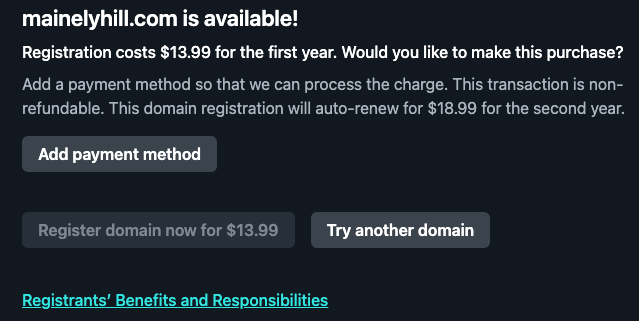 mainelyhill.com is available!
Registration costs $13.99 for the first year. Would you like to make this purchase?
Add a payment method so that we can process the charge. This transaction is non-
refundable. This domain registration will auto-renew for $18.99 for the second year.
Add payment method
Register domain now for $13.99
Try another domain
Registrants’ Benefits and Responsibilities